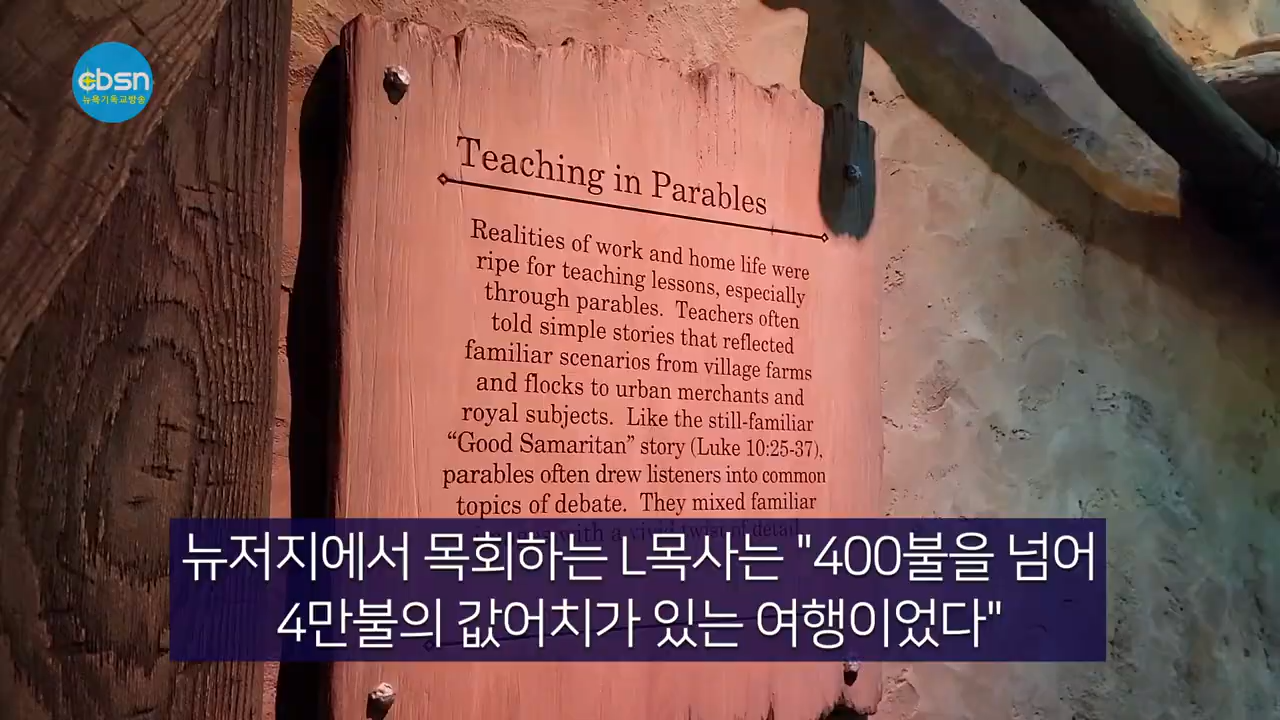 cbsn
뉴욕기독교방송
Teaching in Parables
Realities of work and home life were
ripe for teaching lessons, especially
through parables. Teachers often
told simple stories that reflected
familiar scenarios from village farms
and flocks to urban merchants and
royal subjects. Like the still-familiar
“Good Samaritan” story (Luke 10:25-37),
parables often drew listeners into common
topics of debate. They mixed familiar
with a vivid twist of detail
뉴저지에서 목회하는 L목사는 "400불을 넘어
4만불의 값어치가 있는 여행이었다"